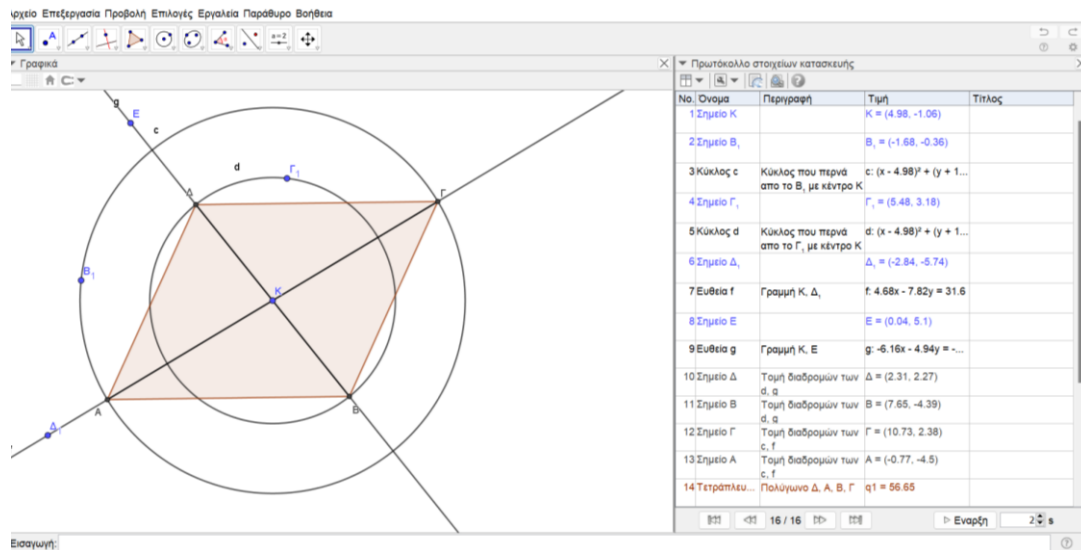 ρχείο Επεξεργασία Προβολή Επιλογές Εργαλεία Παράθυρο Βοήθεια
A
a=2
Γραφικά
Πρωτόκολλο στοιχείων κατασκευής
No. Όνομα Περιγραφή Τιμή Τίτλος
1 Σημείο Κ Κ = (4.98, -1.06)
2 Σημείο Β₁ Β₁ = (-1.68, -0.36)
3 Κύκλος c Κύκλος που περνά c: (x - 4.98)² + (y + 1...
απο το Β₁ με κέντρο Κ
4 Σημείο Γ₁ Γ₁ = (5.48, 3.18)
5 Κύκλος d Κύκλος που περνά d: (x - 4.98)² + (y + 1...
απο το Γ₁ με κέντρο Κ
6 Σημείο Δ₁ Δ₁ = (-2.84, -5.74)
7 Ευθεία f Γραμμή Κ, Δ₁ f: 4.68x - 7.82y = 31.6
8 Σημείο Ε Ε = (0.04, 5.1)
9 Ευθεία g Γραμμή Κ, Ε g: -6.16x - 4.94y = -...
10 Σημείο Δ Τομή διαδρομών των Δ = (2.31, 2.27)
d, g
11 Σημείο Β Τομή διαδρομών των Β = (7.65, -4.39)
d, g
12 Σημείο Γ Τομή διαδρομών των Γ = (10.73, 2.38)
c, f
13 Σημείο Α Τομή διαδρομών των Α = (-0.77, -4.5)
c, f
14 Τετράπλευ... Πολύγωνο Δ, Α, Β, Γ q1 = 56.65
16 / 16 Έναρξη 2 s
g
Ε
c
d
Γ₁
Δ
Γ
Β₁
Κ
Α
Β
Δ₁
Εισαγωγή: